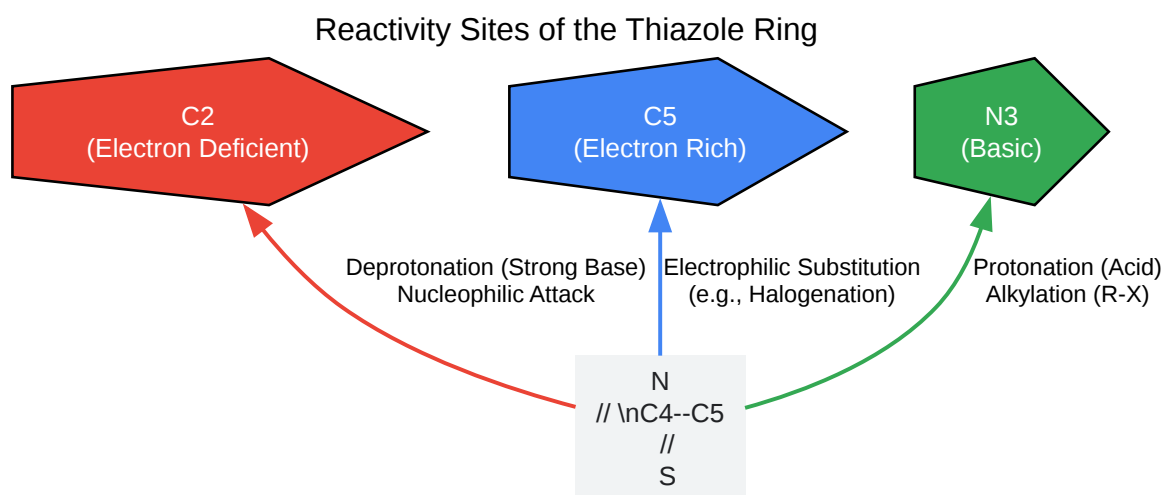 Reactivity Sites of the Thiazole Ring
C2
(Electron Deficient)
C5
(Electron Rich)
N3
(Basic)
Deprotonation (Strong Base)
Nucleophilic Attack
Electrophilic Substitution
(e.g., Halogenation)
Protonation (Acid)
Alkylation (R-X)
N
// \nC4--C5
//
S